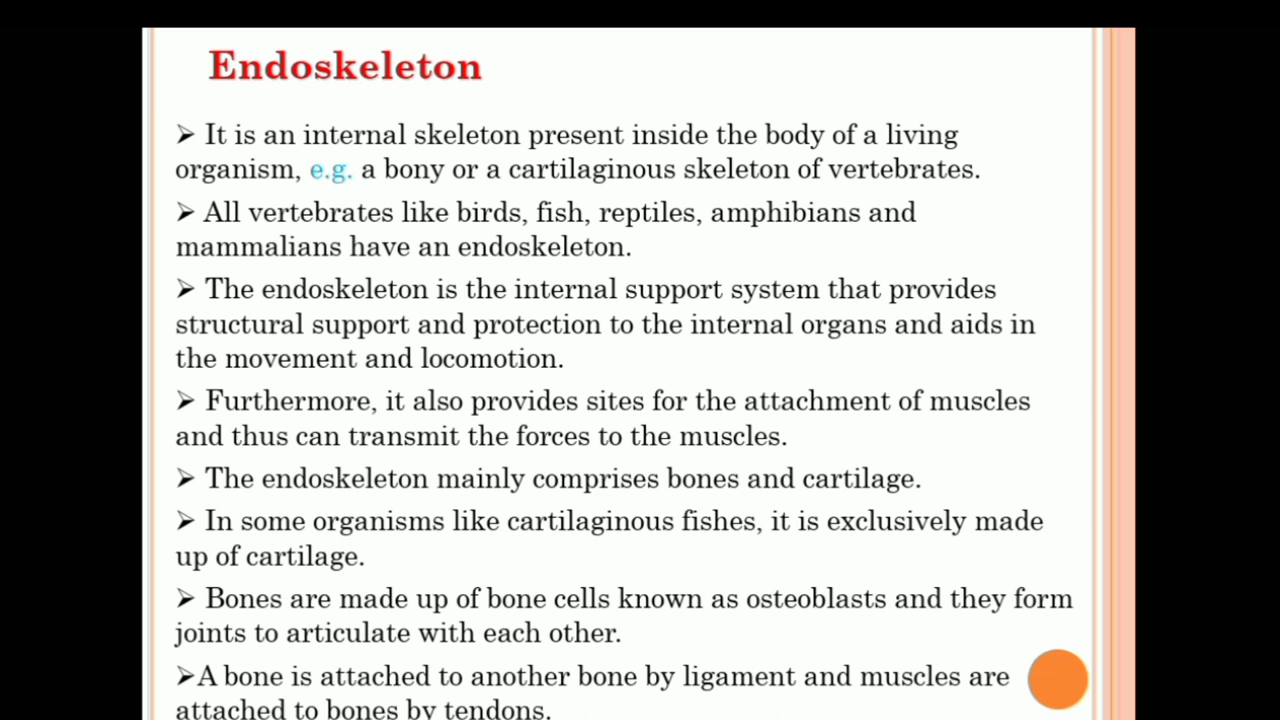 Endoskeleton
➢ It is an internal skeleton present inside the body of a living
organism, e.g. a bony or a cartilaginous skeleton of vertebrates.
➢ All vertebrates like birds, fish, reptiles, amphibians and
mammalians have an endoskeleton.
➢ The endoskeleton is the internal support system that provides
structural support and protection to the internal organs and aids in
the movement and locomotion.
➢ Furthermore, it also provides sites for the attachment of muscles
and thus can transmit the forces to the muscles.
➢ The endoskeleton mainly comprises bones and cartilage.
➢ In some organisms like cartilaginous fishes, it is exclusively made
up of cartilage.
➢ Bones are made up of bone cells known as osteoblasts and they form
joints to articulate with each other.
➢A bone is attached to another bone by ligament and muscles are
attached to bones by tendons.